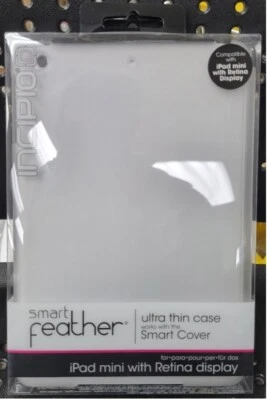 INCIPIO
Compatible
with
iPad mini
with Retina
Display
smart
feather®
ultra thin case
works with the
Smart Cover
for-para-pour-per-für das
iPad mini with Retina display